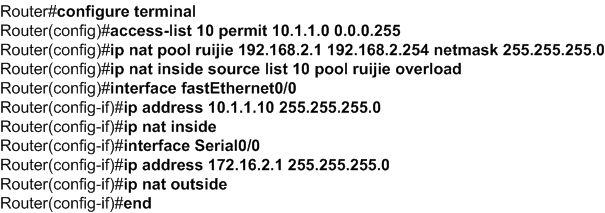 Router#configure terminal
Router(config)#access-list 10 permit 10.1.1.0 0.0.0.255
Router(config)#ip nat pool ruijie 192.168.2.1 192.168.2.254 netmask 255.255.255.0
Router(config)#ip nat inside source list 10 pool ruijie overload
Router(config)#interface fastEthernet0/0
Router(config-if)#ip address 10.1.1.10 255.255.255.0
Router(config-if)#ip nat inside
Router(config-if)#interface Serial0/0
Router(config-if)#ip address 172.16.2.1 255.255.255.0
Router(config-if)#ip nat outside
Router(config-if)#end